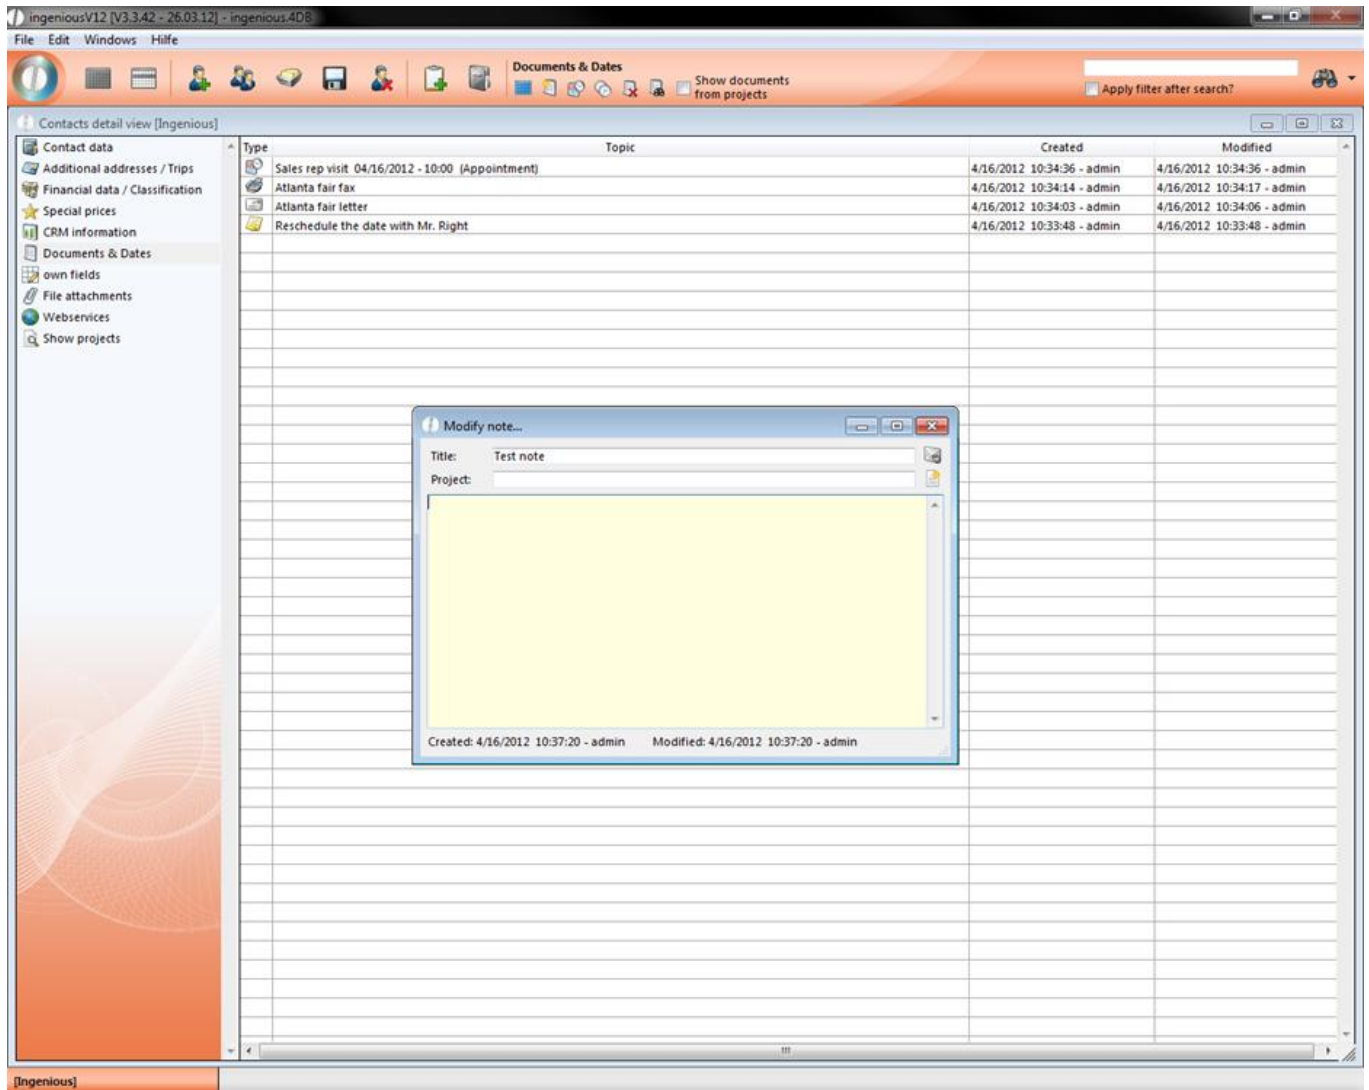 ingeniousV12 [V3.3.42 - 26.03.12] - ingenious.4DB
File Edit Windows Hilfe
Documents & Dates
Show documents
from projects
Apply filter after search?
Contacts detail view [Ingenious]
Contact data
Additional addresses / Trips
Financial data / Classification
Special prices
CRM information
Documents & Dates
own fields
File attachments
Webservices
Show projects
Type Topic Created Modified
Sales rep visit 04/16/2012 - 10:00 (Appointment) 4/16/2012 10:34:36 - admin 4/16/2012 10:34:36 - admin
Atlanta fair fax 4/16/2012 10:34:14 - admin 4/16/2012 10:34:17 - admin
Atlanta fair letter 4/16/2012 10:34:03 - admin 4/16/2012 10:34:06 - admin
Reschedule the date with Mr. Right 4/16/2012 10:33:48 - admin 4/16/2012 10:33:48 - admin
Modify note...
Title: Test note
Project:
Created: 4/16/2012 10:37:20 - admin Modified: 4/16/2012 10:37:20 - admin
[Ingenious]